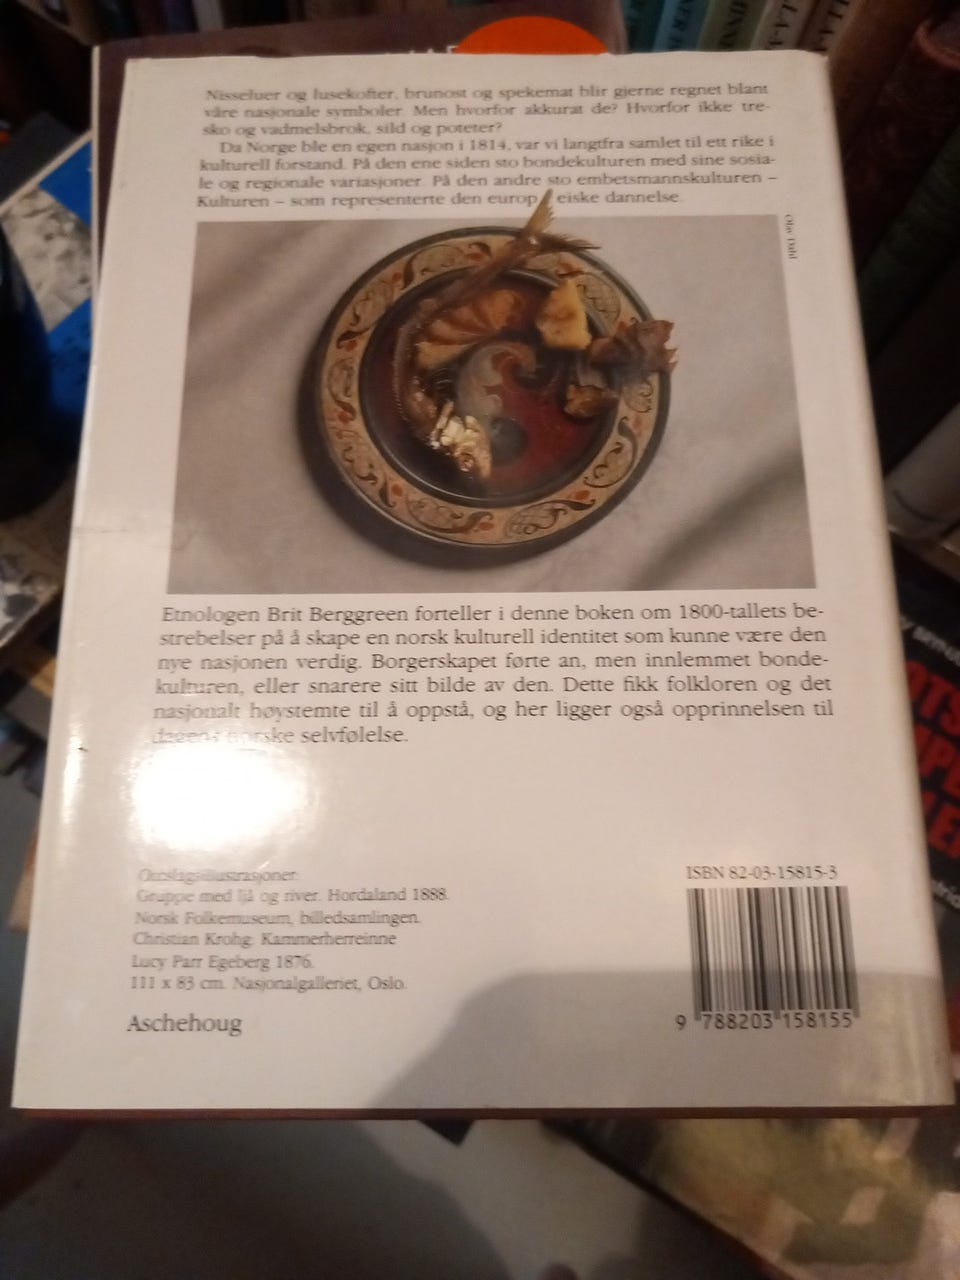 Nisseluer og lusekofter, brunost og spekemat blir gjerne regnet blant
våre nasjonale symboler. Men hvorfor akkurat de? Hvorfor ikke tre-
sko og vadmelsbrok, sild og poteter?
Da Norge ble en egen nasjon i 1814, var vi langtfra samlet til ett rike i
kulturell forstand. På den ene siden sto bondekulturen med sine sosia-
le og regionale variasjoner. På den andre sto embetsmannskulturen –
Kulturen – som representerte den europ eiske dannelse.
Olav Dahl
Etnologen Brit Berggreen forteller i denne boken om 1800-tallets be-
strebelser på å skape en norsk kulturell identitet som kunne være den
nye nasjonen verdig. Borgerskapet førte an, men innlemmet bonde-
kulturen, eller snarere sitt bilde av den. Dette fikk folkloren og det
nasjonalt høystemte til å oppstå, og her ligger også opprinnelsen til
dagens norske selvfølelse.
Omslagsillustrasjoner:
Gruppe med ljå og river. Hordaland 1888.
Norsk Folkemuseum, billedsamlingen.
Christian Krohg: Kammerherreinne
Lucy Parr Egeberg 1876.
111 x 83 cm. Nasjonalgalleriet, Oslo.
Aschehoug
ISBN 82-03-15815-3
9 788203 158155